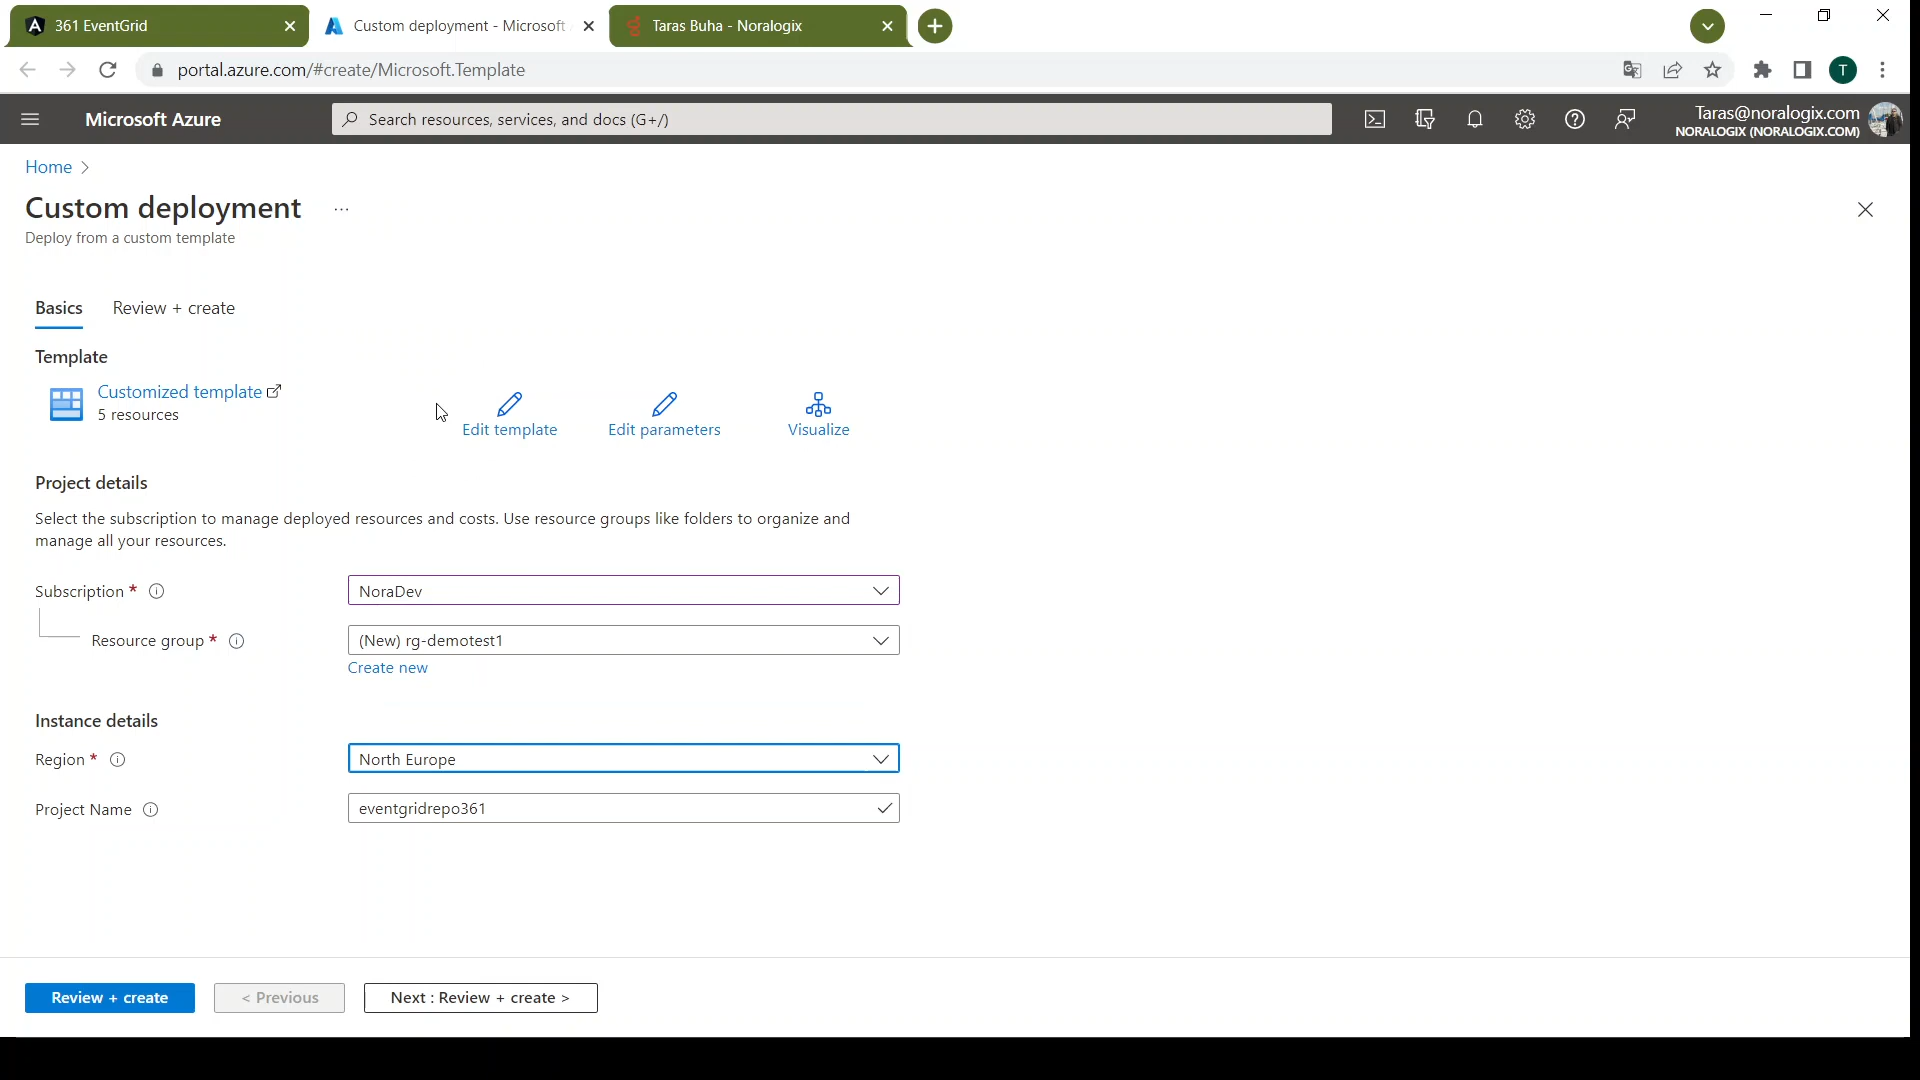 361 EventGrid
Custom deployment - Microsoft
Taras Buha - Noralogix
portal.azure.com/#create/Microsoft.Template
T
Microsoft Azure
Search resources, services, and docs (G+/)
Taras@noralogix.com
NORALOGIX (NORALOGIX.COM)
Home >
Custom deployment ...
Deploy from a custom template
Basics Review + create
Template
Customized template
5 resources
Edit template Edit parameters Visualize
Project details
Select the subscription to manage deployed resources and costs. Use resource groups like folders to organize and
manage all your resources.
Subscription * NoraDev
Resource group * (New) rg-demotest1
Create new
Instance details
Region * North Europe
Project Name eventgridrepo361
Review + create < Previous Next : Review + create >